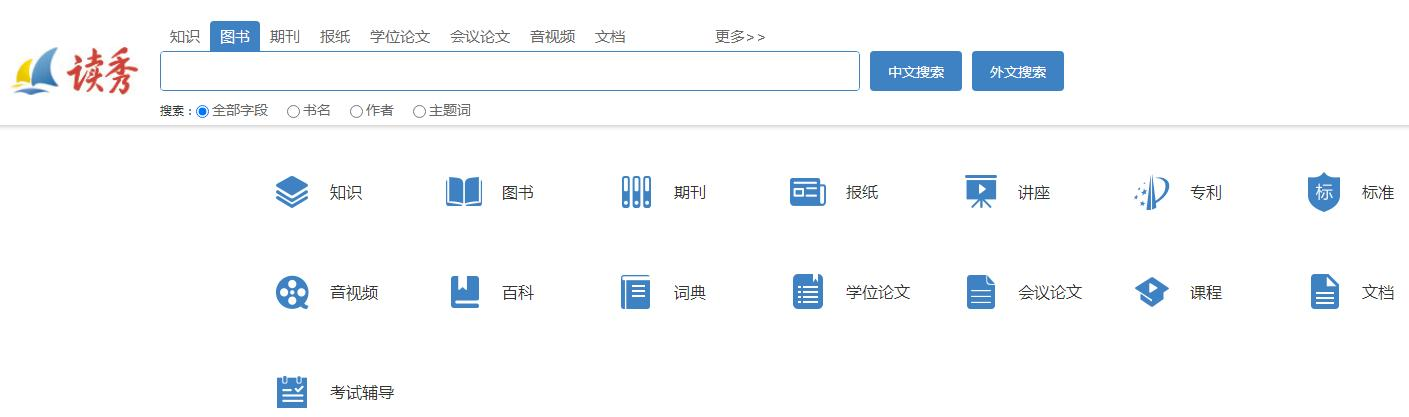 知识 图书 期刊 报纸 学位论文 会议论文 音视频 文档 更多>>
读秀
中文搜索 外文搜索
搜索：全部字段 书名 作者 主题词
知识 图书 期刊 报纸 讲座 专利 标 标准
音视频 百科 词典 学位论文 会议论文 课程 文档
考试辅导